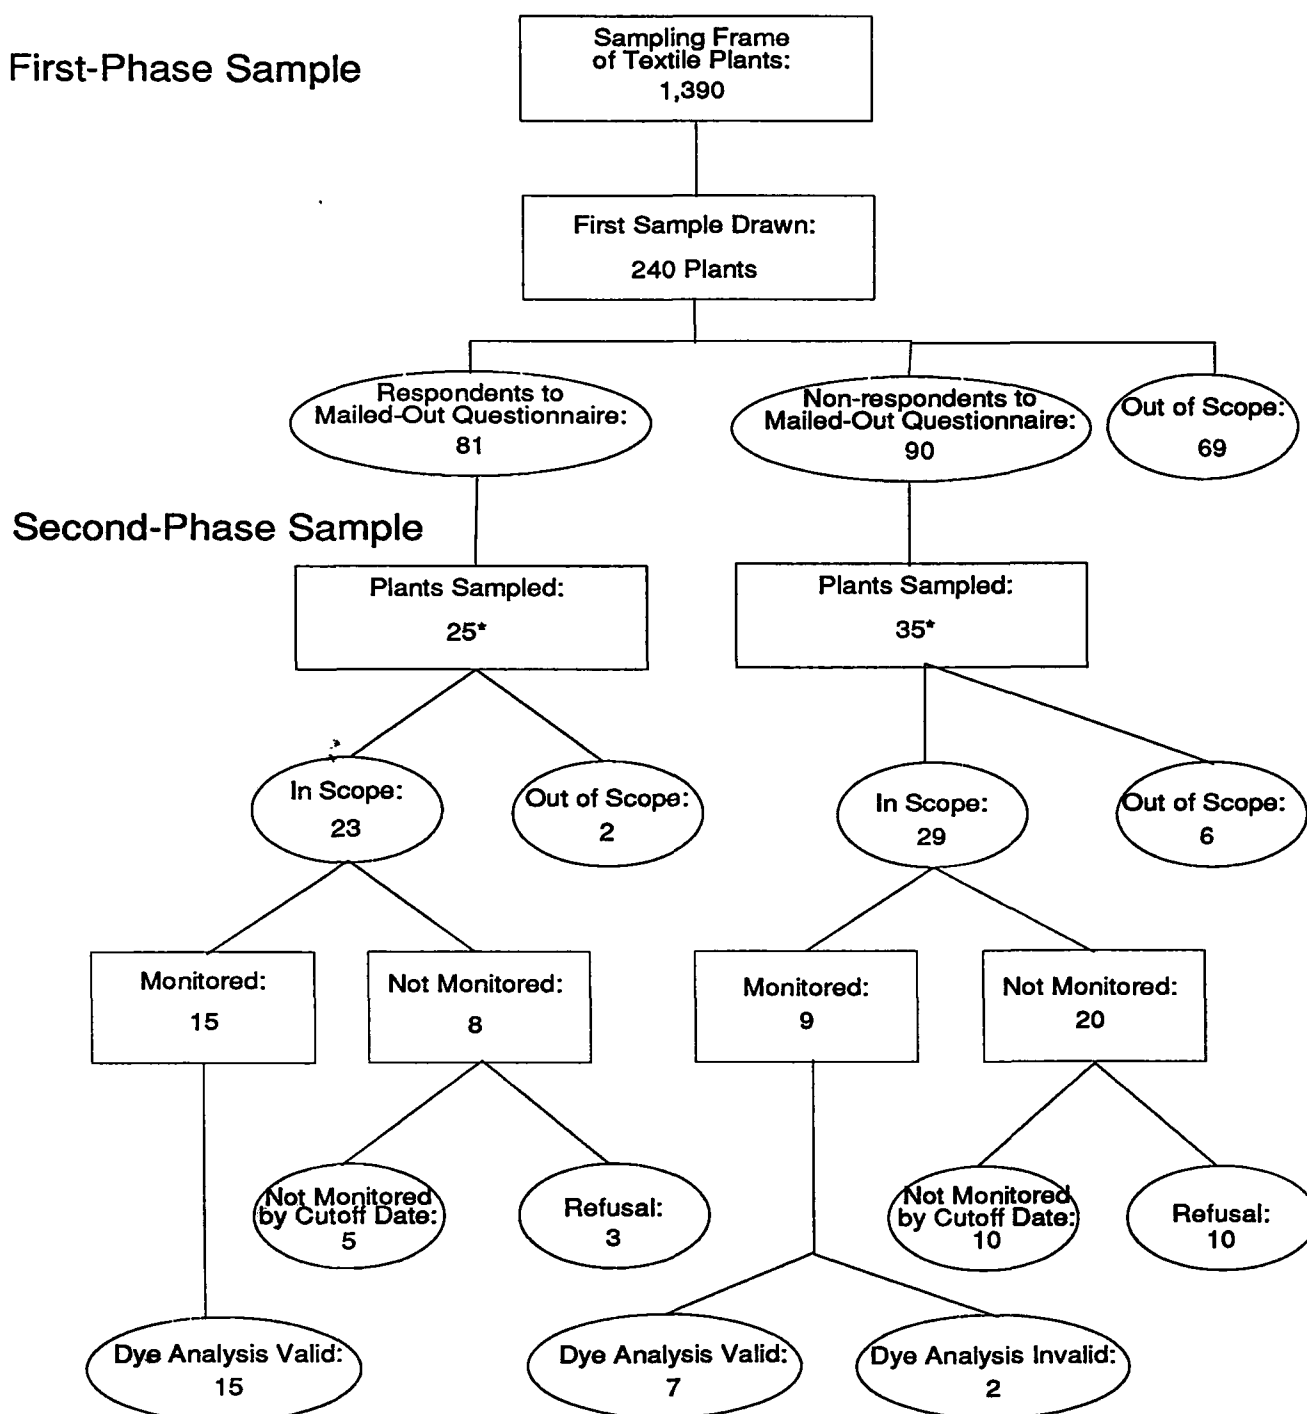 First-Phase Sample
Sampling Frame
of Textile Plants:
1,390
First Sample Drawn:
240 Plants
Respondents to
Mailed-Out Questionnaire:
81
Non-respondents to
Mailed-Out Questionnaire:
90
Out of Scope:
69
Second-Phase Sample
Plants Sampled:
25*
Plants Sampled:
35*
In Scope:
23
Out of Scope:
2
In Scope:
29
Out of Scope:
6
Monitored:
15
Not Monitored:
8
Monitored:
9
Not Monitored:
20
Not Monitored
by Cutoff Date:
5
Refusal:
3
Not Monitored
by Cutoff Date:
10
Refusal:
10
Dye Analysis Valid:
15
Dye Analysis Valid:
7
Dye Analysis Invalid:
2